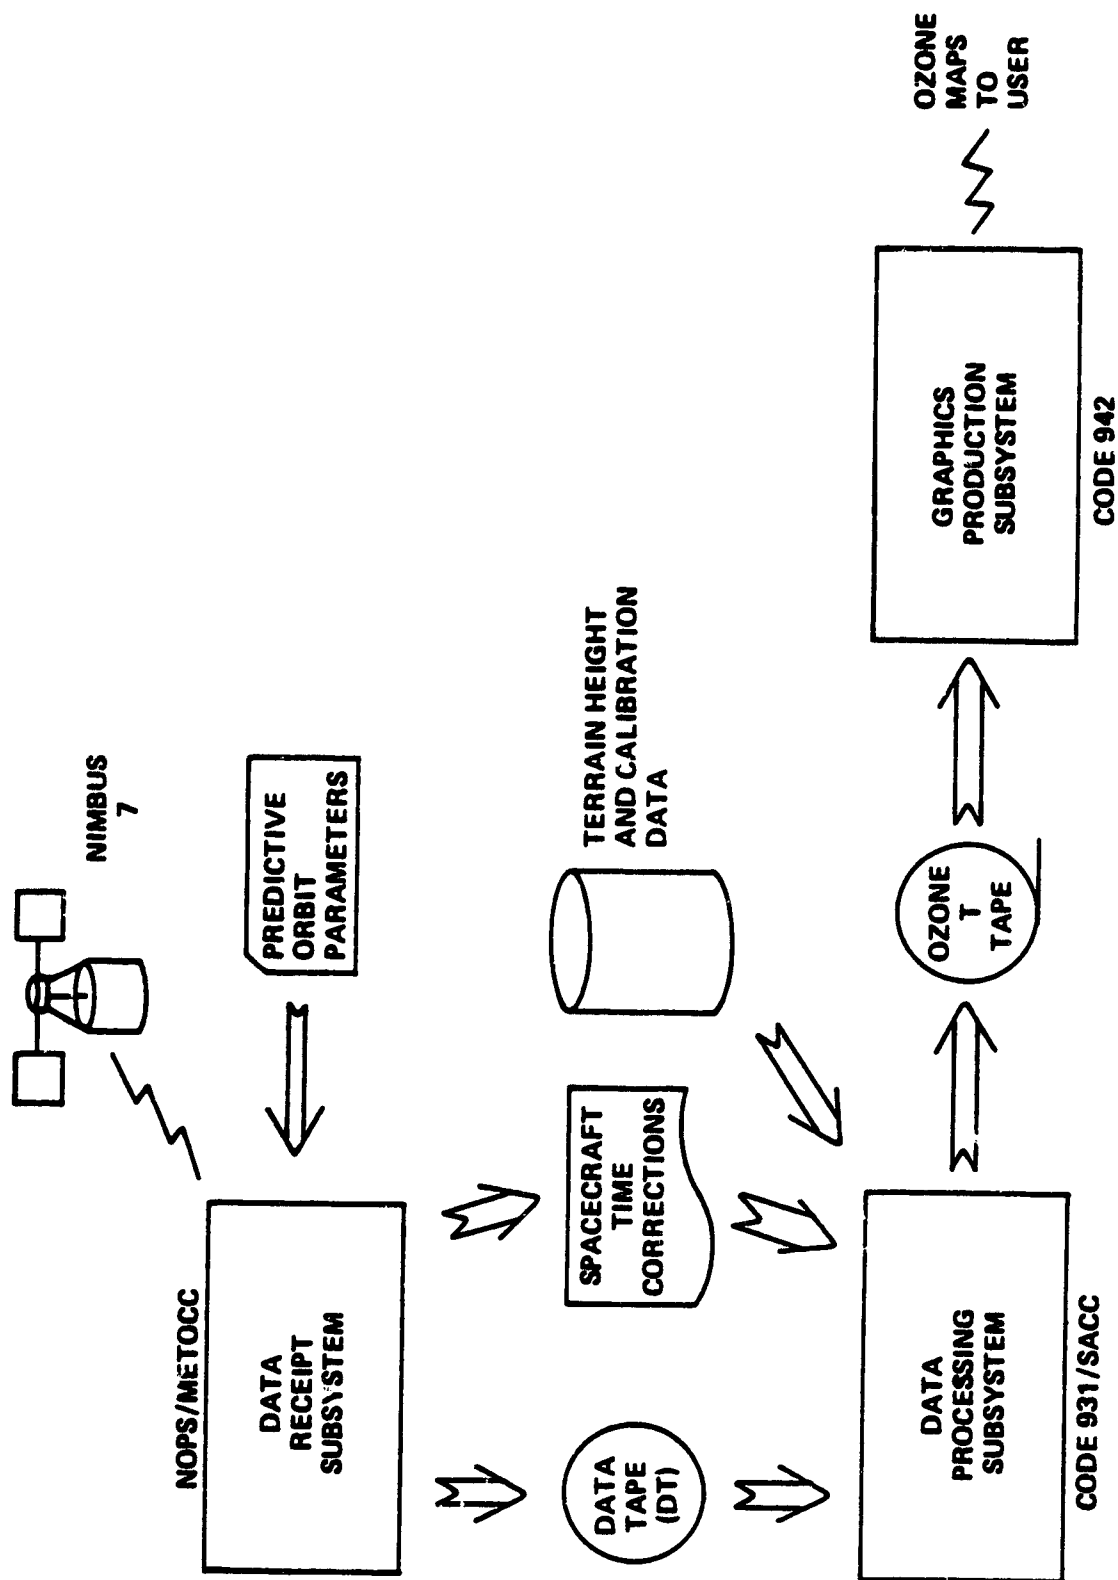 NIMBUS
7
NOPS/METOCC
DATA
RECEIPT
SUBSYSTEM
PREDICTIVE
ORBIT
PARAMETERS
DATA
TAPE
(DT)
SPACECRAFT
TIME
CORRECTIONS
TERRAIN HEIGHT
AND CALIBRATION
DATA
DATA
PROCESSING
SUBSYSTEM
CODE 931/SACC
OZONE
T
TAPE
GRAPHICS
PRODUCTION
SUBSYSTEM
CODE 942
OZONE
MAPS
TO
USER